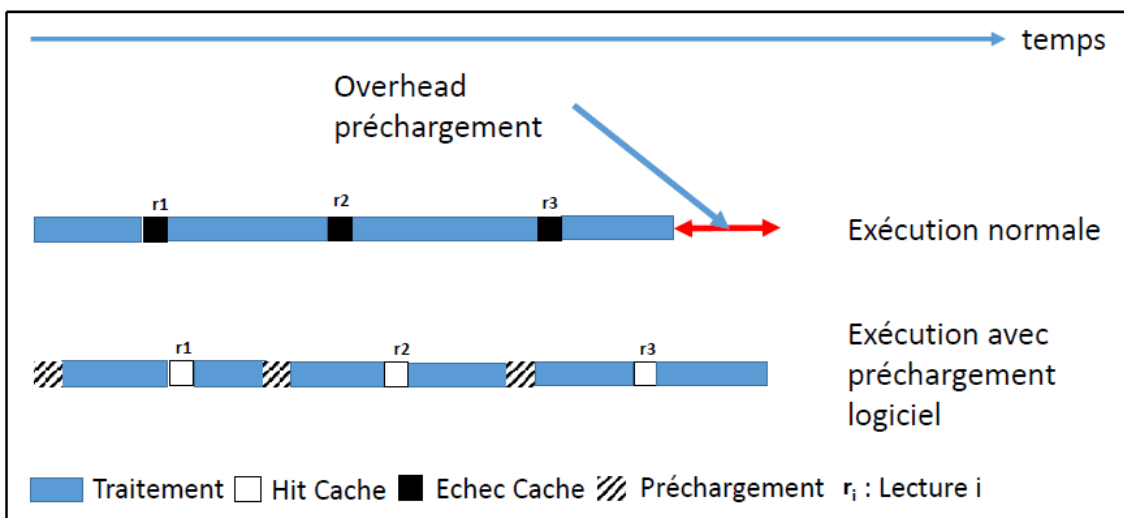 temps
Overhead
préchargement
r1
r2
r3
Exécution normale
r1
r2
r3
Exécution avec
préchargement
logiciel
Traitement Hit Cache Echec Cache Préchargement ri : Lecture i